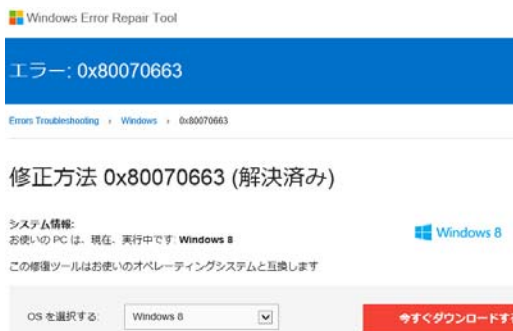 Windows Error Repair Tool
エラー: 0x80070663
Errors Troubleshooting › Windows › 0x80070663
修正方法 0x80070663 (解決済み)
システム情報:
お使いの PC は、現在、実行中です: Windows 8
Windows 8
この修復ツールはお使いのオペレーティングシステムと互換します
OS を選択する:
Windows 8
今すぐダウンロードする